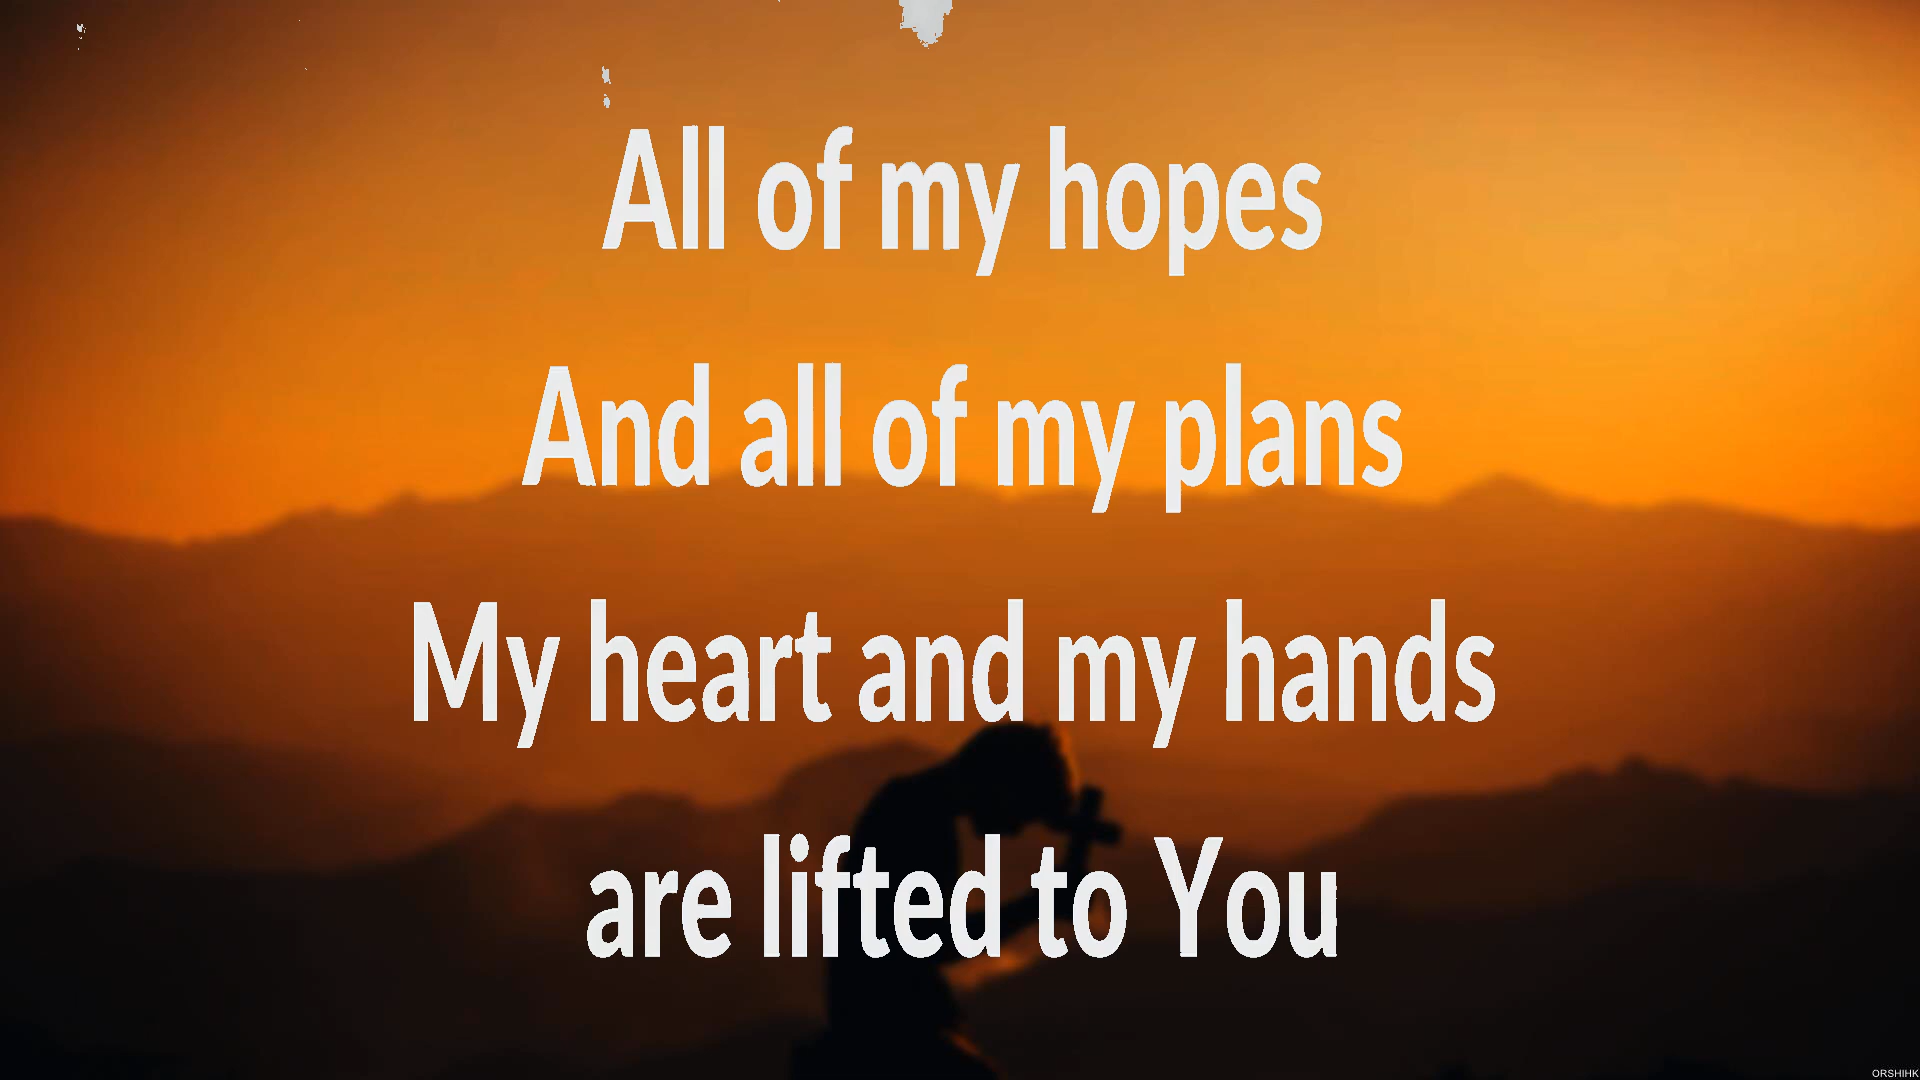 All of my hopes
And all of my plans
My heart and my hands
are lifted to You
ORSHIHK